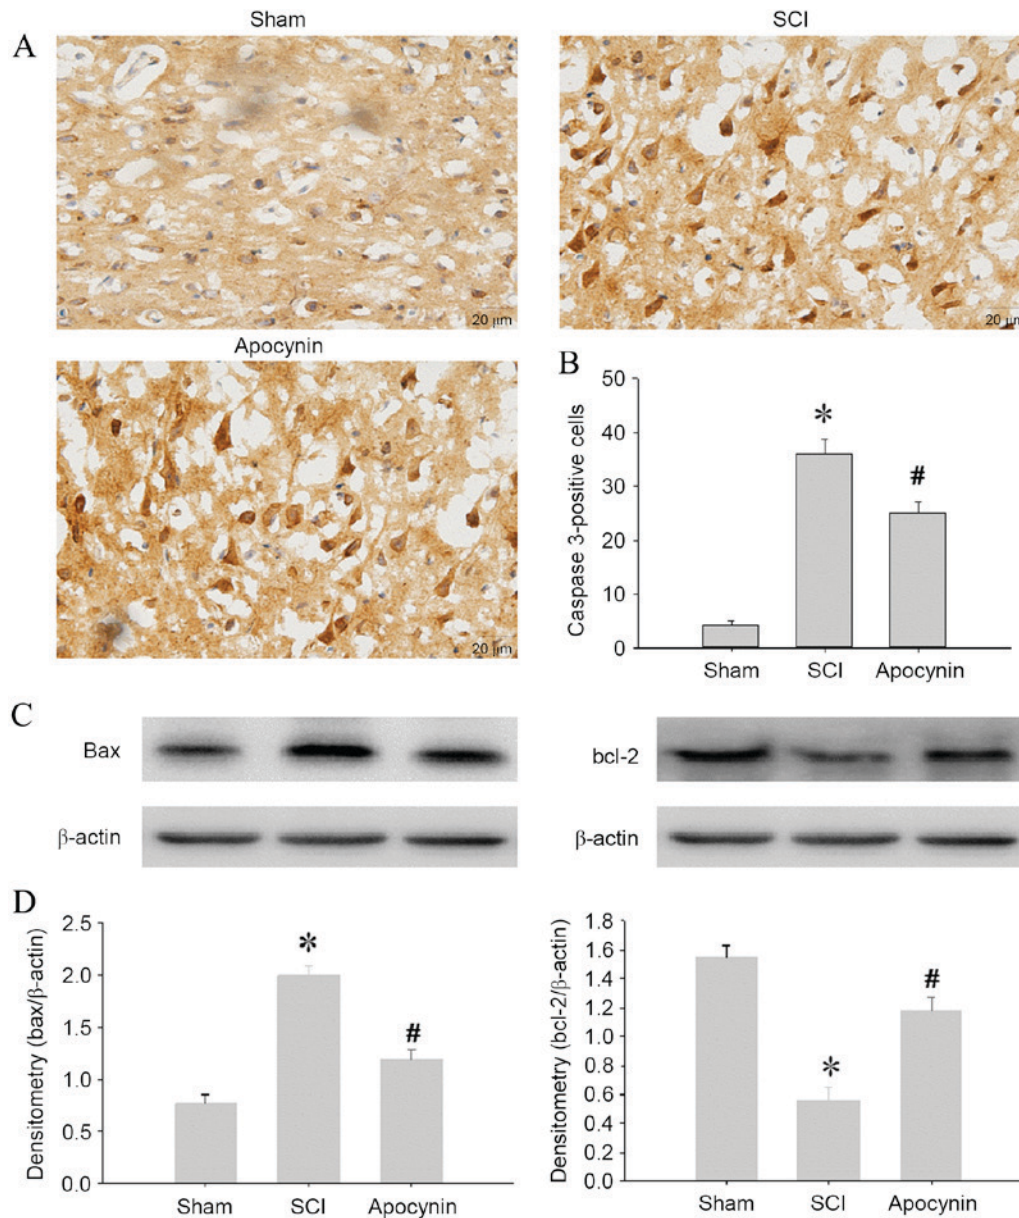 A
Sham
SCI
20 µm
20 µm
Apocynin
20 µm
B
Caspase 3-positive cells
50
40
30
20
10
0
*
#
Sham
SCI
Apocynin
C
Bax
β-actin
bcl-2
β-actin
D
Densitometry (bax/β-actin)
2.5
2.0
1.5
1.0
0.5
0.0
*
#
Sham
SCI
Apocynin
Densitometry (bcl-2/β-actin)
1.8
1.6
1.4
1.2
1.0
0.8
0.6
0.4
0.2
0.0
*
#
Sham
SCI
Apocynin